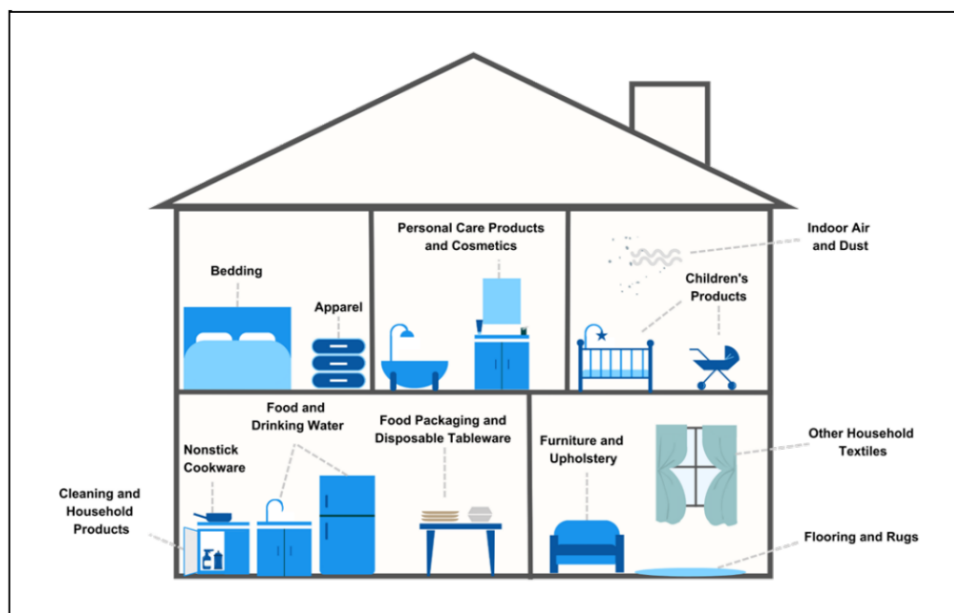 Personal Care Products
and Cosmetics
Indoor Air
and Dust
Bedding
Apparel
Children's
Products
Food and
Drinking Water
Food Packaging and
Disposable Tableware
Nonstick
Cookware
Furniture and
Upholstery
Other Household
Textiles
Cleaning and
Household
Products
Flooring and Rugs